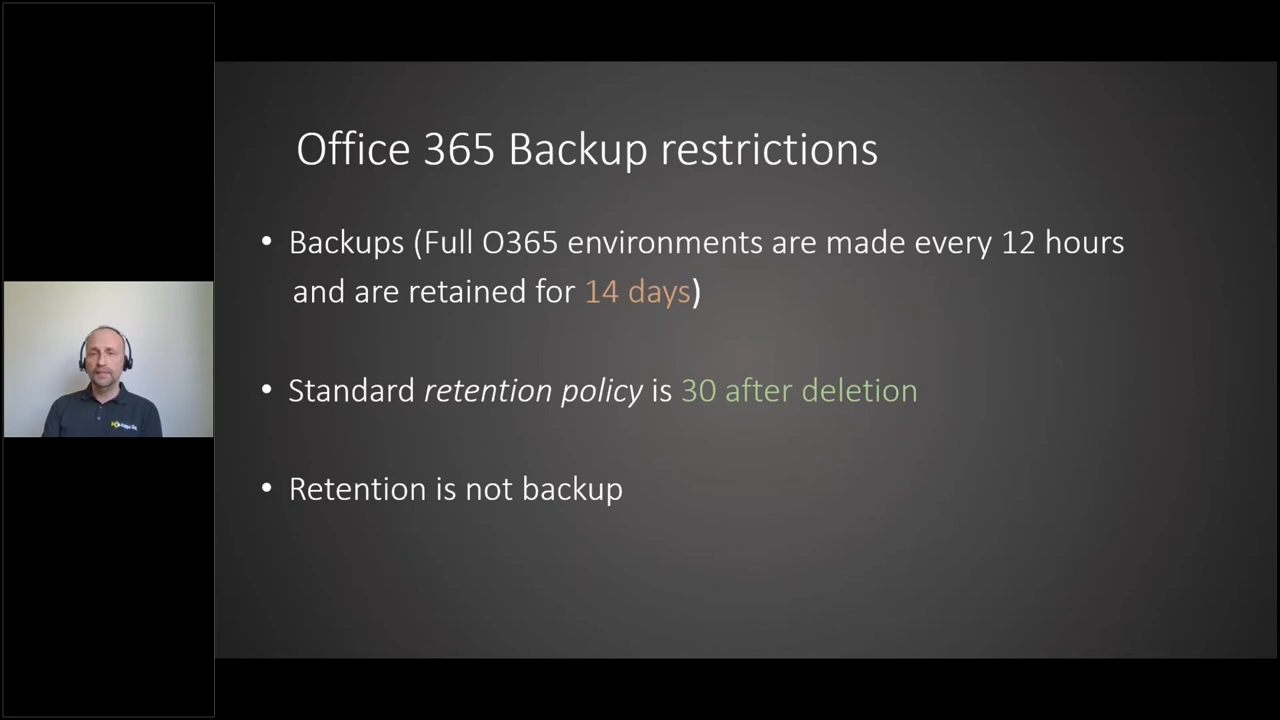 Office 365 Backup restrictions
• Backups (Full O365 environments are made every 12 hours
and are retained for 14 days)
• Standard retention policy is 30 after deletion
• Retention is not backup